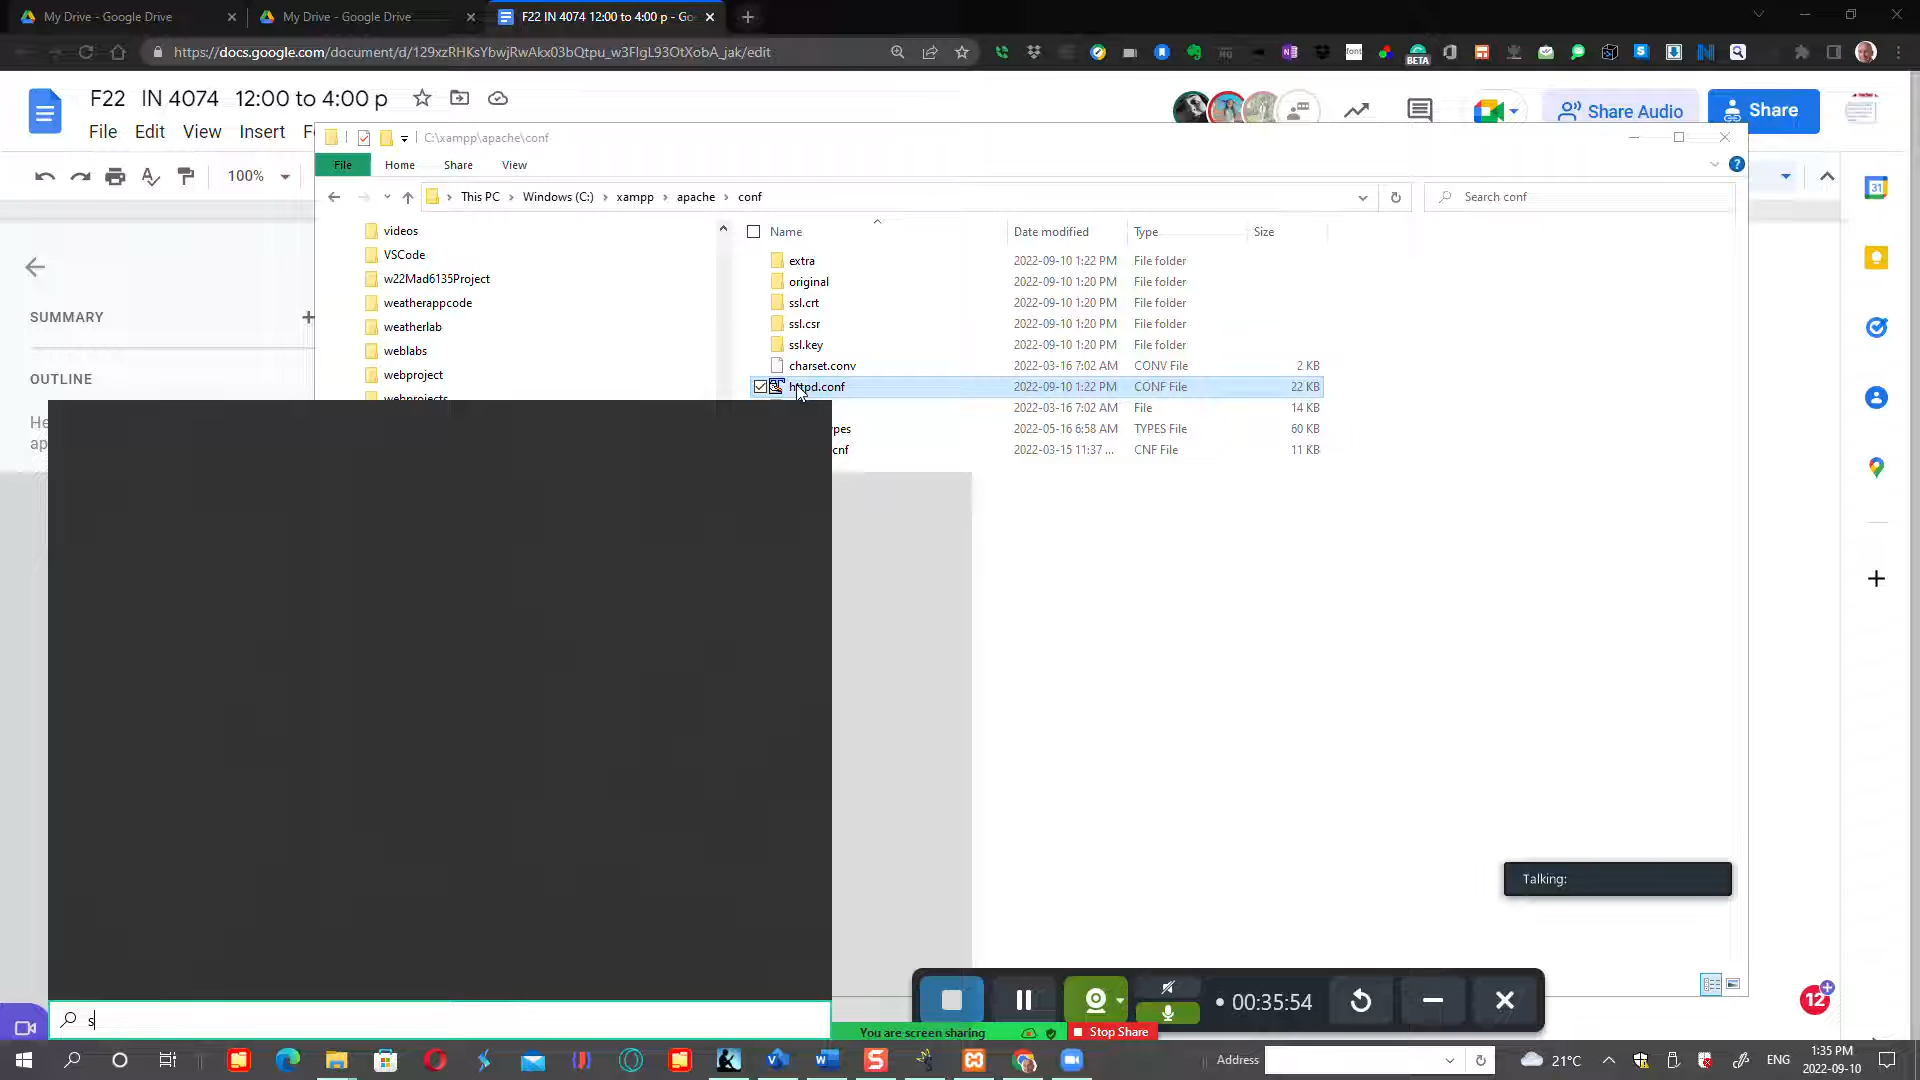 My Drive - Google Drive
My Drive - Google Drive
F22 IN 4074 12:00 to 4:00 p - Go
https://docs.google.com/document/d/129xzRHKsYbwjRwAkx03bQtpu_w3FlgL93OtXobA_jak/edit
font
BETA
F22 IN 4074 12:00 to 4:00 p
Share Audio
Share
File Edit View Insert F
C:\xampp\apache\conf
File Home Share View
100%
This PC > Windows (C:) > xampp > apache > conf
Search conf
31
Name Date modified Type Size
videos
VSCode
w22Mad6135Project
weatherappcode
weatherlab
weblabs
webproject
webprojects
extra 2022-09-10 1:22 PM File folder
original 2022-09-10 1:20 PM File folder
ssl.crt 2022-09-10 1:20 PM File folder
ssl.csr 2022-09-10 1:20 PM File folder
ssl.key 2022-09-10 1:20 PM File folder
charset.conv 2022-03-16 7:02 AM CONV File 2 KB
httpd.conf 2022-09-10 1:22 PM CONF File 22 KB
2022-03-16 7:02 AM File 14 KB
ypes 2022-05-16 6:58 AM TYPES File 60 KB
cnf 2022-03-15 11:37 ... CNF File 11 KB
SUMMARY
OUTLINE
He
ap
Talking:
00:35:54
12
s
You are screen sharing
Stop Share
Address
21°C
ENG
1:35 PM
2022-09-10